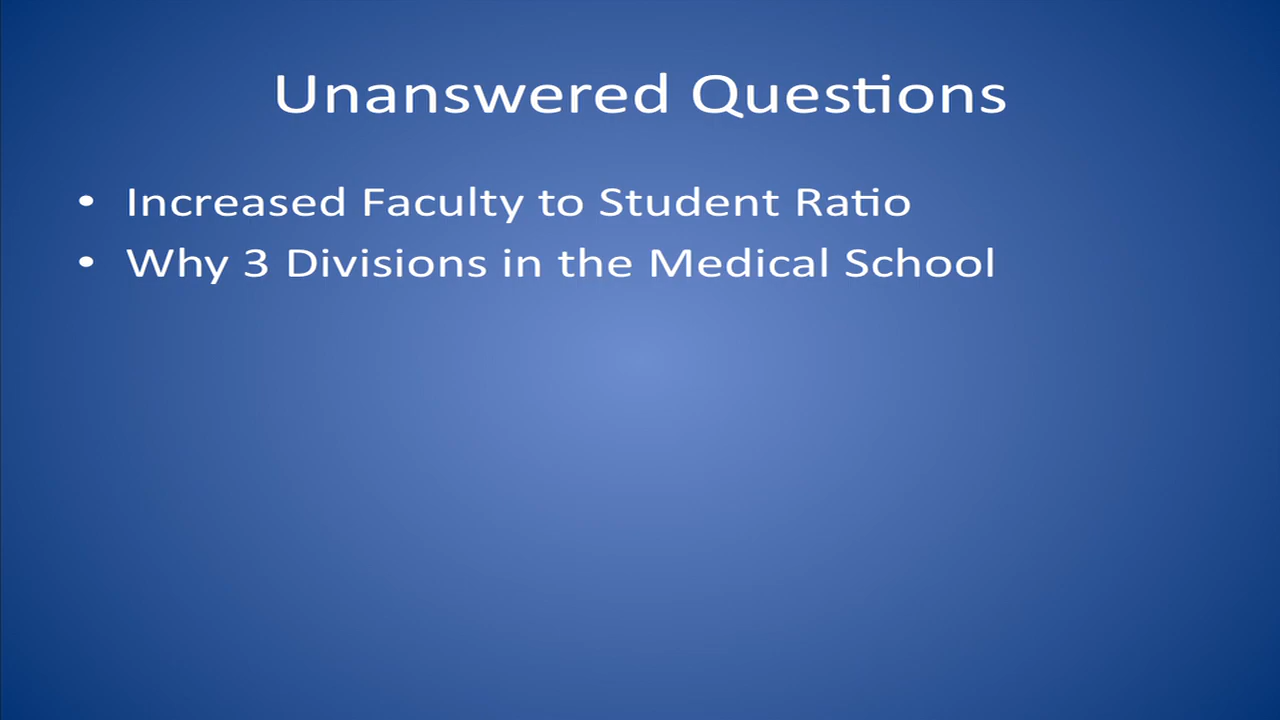 Unanswered Questions
• Increased Faculty to Student Ratio
• Why 3 Divisions in the Medical School